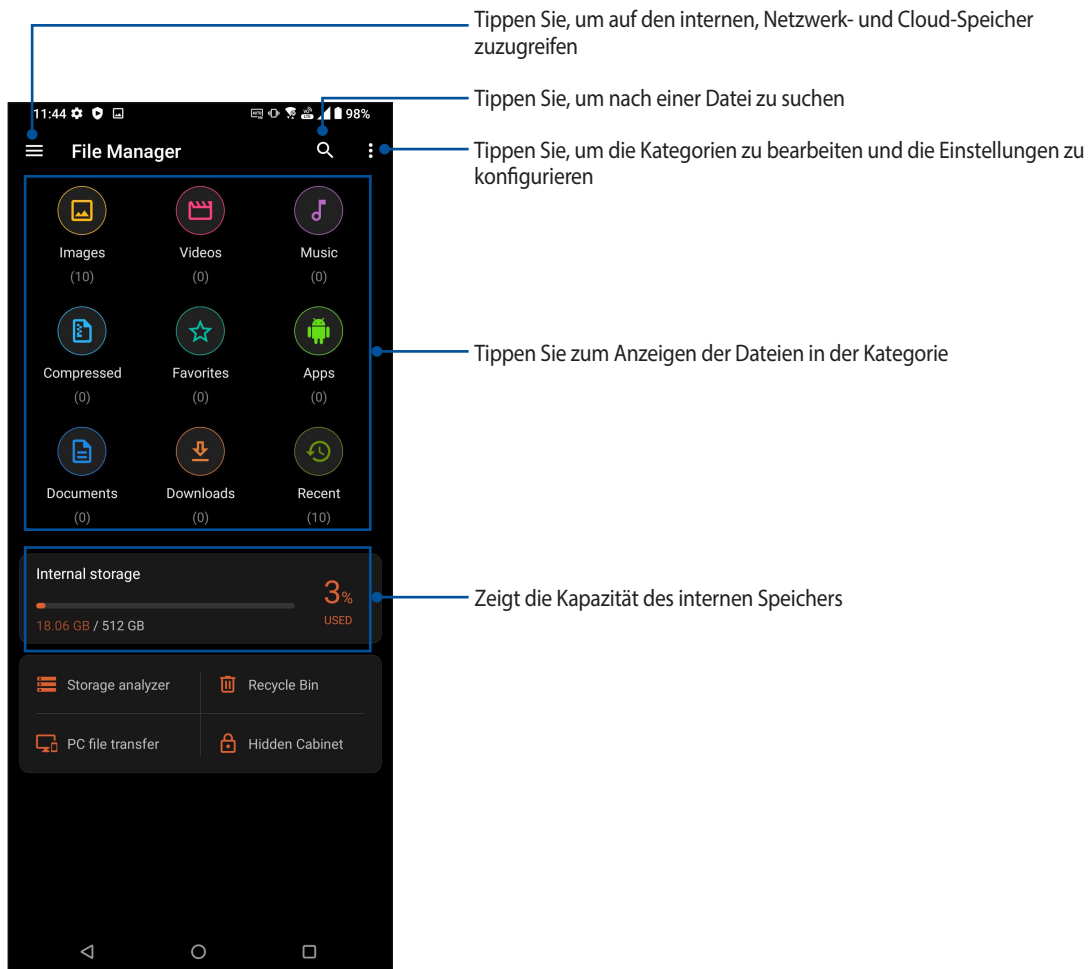 Tippen Sie, um auf den internen, Netzwerk- und Cloud-Speicher
zuzugreifen
Tippen Sie, um nach einer Datei zu suchen
Tippen Sie, um die Kategorien zu bearbeiten und die Einstellungen zu
konfigurieren
Tippen Sie zum Anzeigen der Dateien in der Kategorie
Zeigt die Kapazität des internen Speichers
11:44 98%
File Manager
Images Videos Music
(10) (0) (0)
Compressed Favorites Apps
(0) (0) (0)
Documents Downloads Recent
(0) (0) (10)
Internal storage
3%
18.06 GB / 512 GB USED
Storage analyzer Recycle Bin
PC file transfer Hidden Cabinet